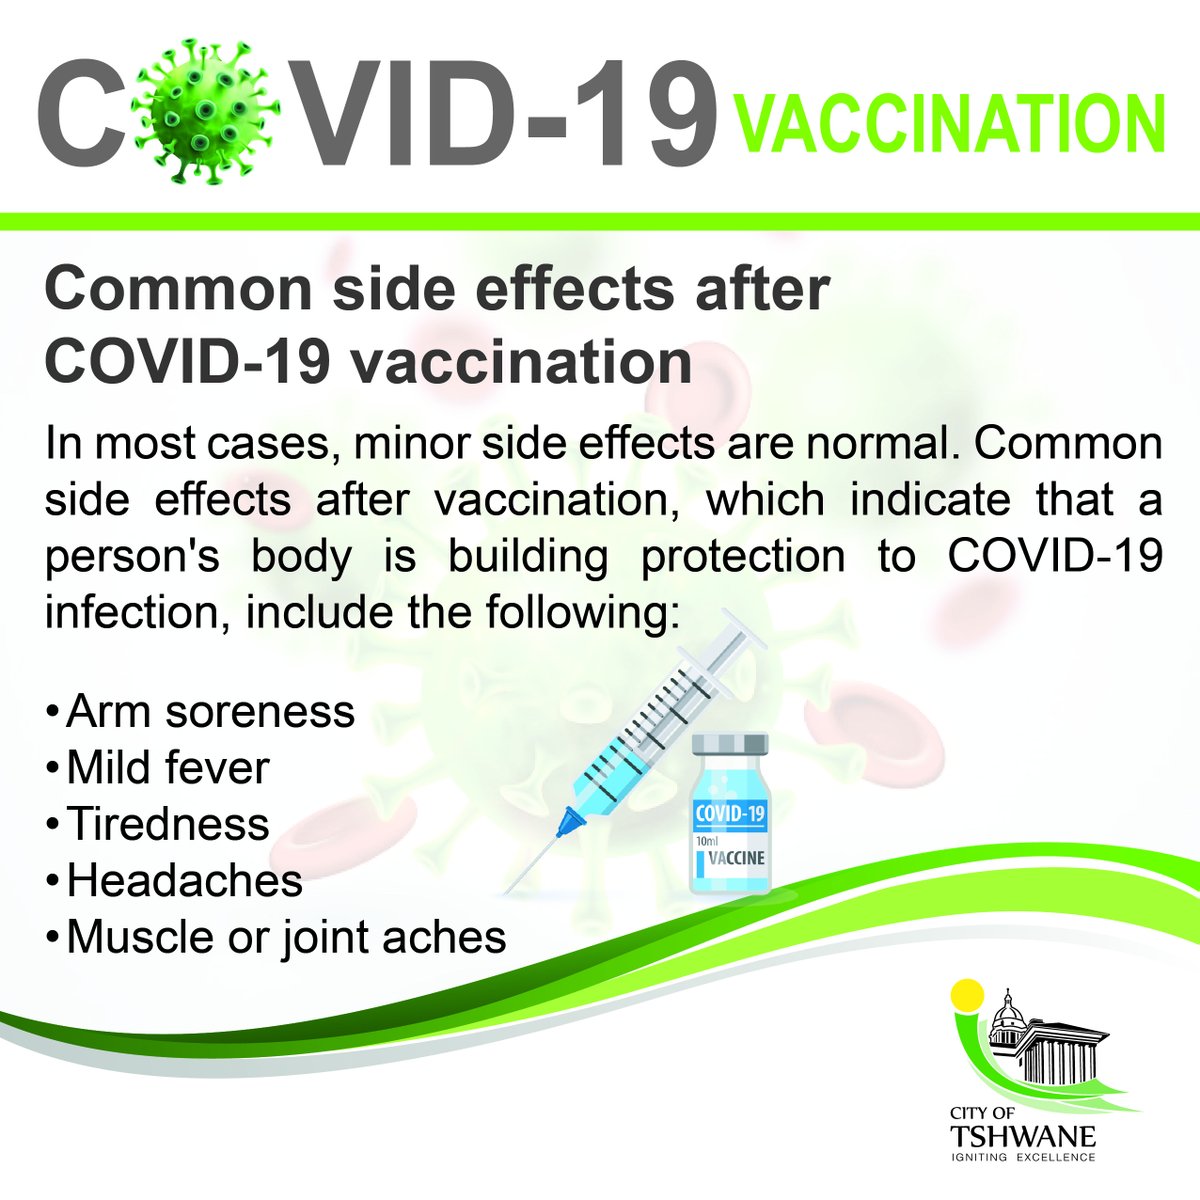 COVID-19 VACCINATION
Common side effects after
COVID-19 vaccination
In most cases, minor side effects are normal. Common
side effects after vaccination, which indicate that a
person's body is building protection to COVID-19
infection, include the following:
•Arm soreness
•Mild fever
•Tiredness
•Headaches
•Muscle or joint aches
COVID-19
10ml
VACCINE
CITY OF
TSHWANE
IGNITING EXCELLENCE